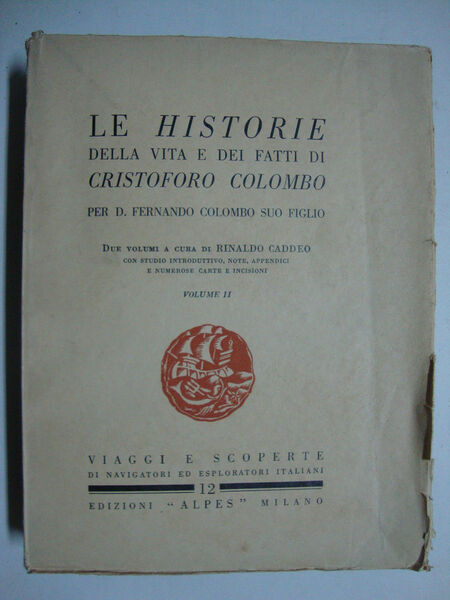 LE HISTORIE
DELLA VITA E DEI FATTI DI
CRISTOFORO COLOMBO
PER D. FERNANDO COLOMBO SUO FIGLIO
DUE VOLUMI A CURA DI RINALDO CADDEO
CON STUDIO INTRODUTTIVO, NOTE, APPENDICI
E NUMEROSE CARTE E INCISIONI
VOLUME II
VIAGGI E SCOPERTE
DI NAVIGATORI ED ESPLORATORI ITALIANI
12
EDIZIONI "ALPES" MILANO